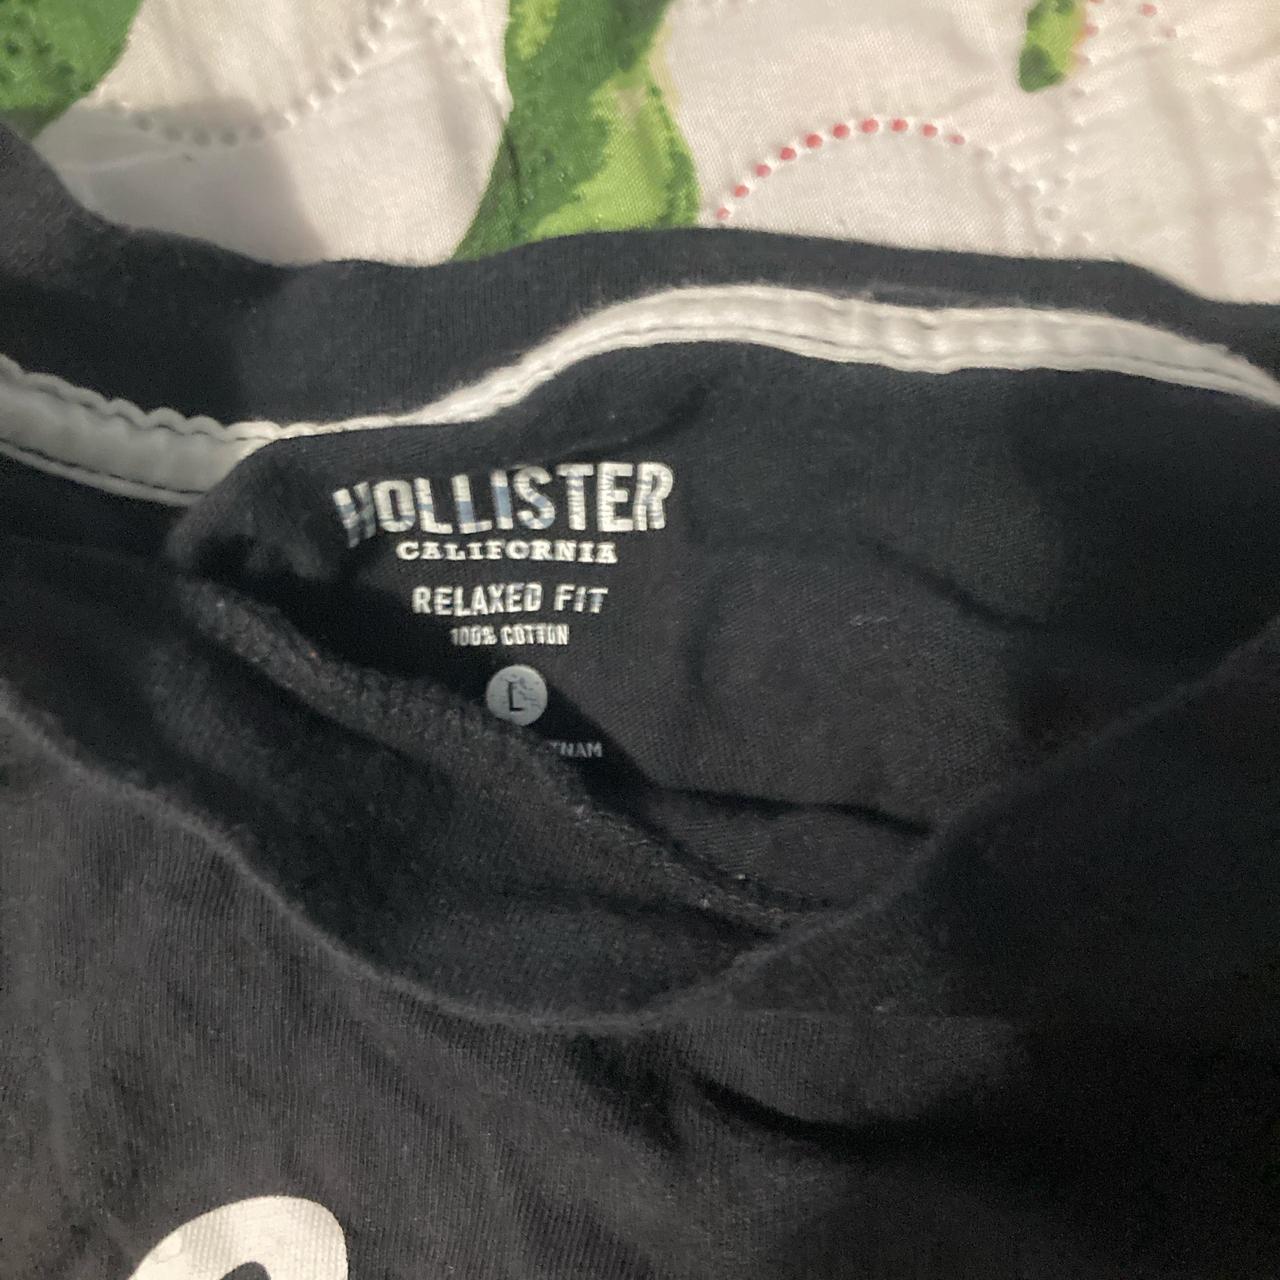 HOLLISTER
CALIFORNIA
RELAXED FIT
100% COTTON
L